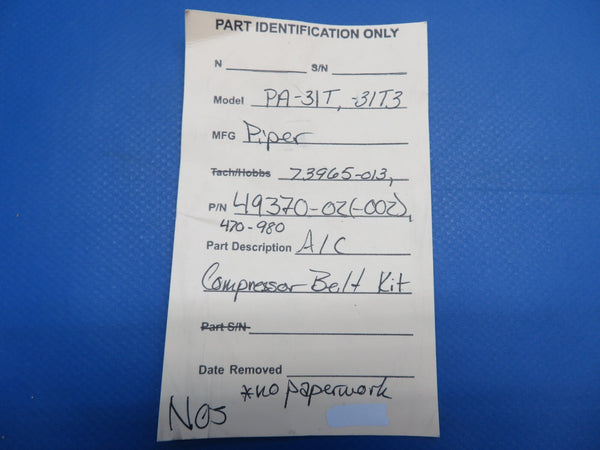 PART IDENTIFICATION ONLY
N S/N
Model PA-31T, -31T3
MFG Piper
Tach/Hobbs 73965-013,
P/N 49370-02(-002),
470-980
Part Description A/C
Compressor Belt Kit
Part S/N
Date Removed
*no paperwork
NOS